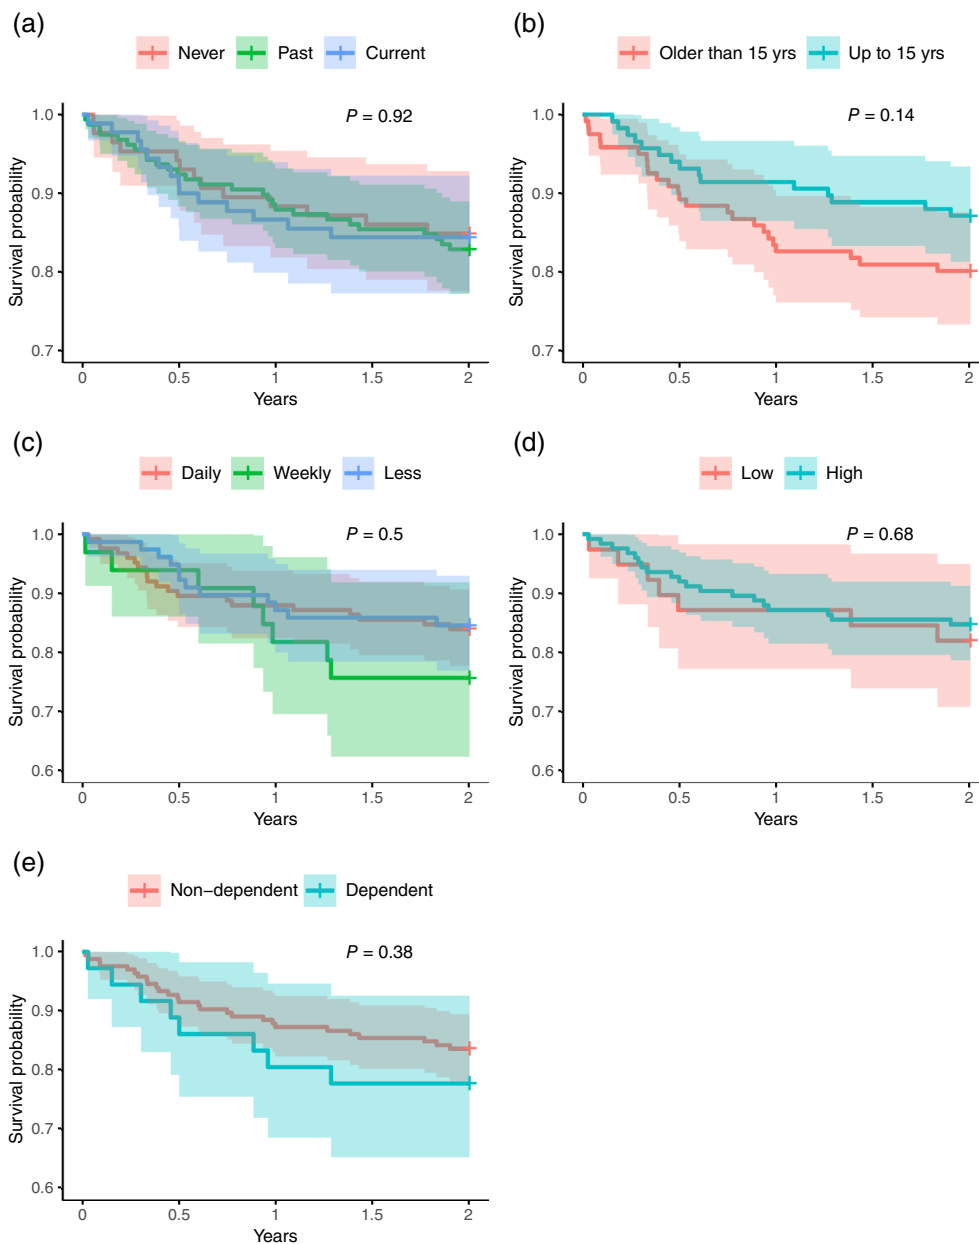 (a)
Never Past Current
P = 0.92
1.0
0.9
0.8
0.7
Survival probability
0 0.5 1 1.5 2
Years
(b)
Older than 15 yrs Up to 15 yrs
P = 0.14
1.0
0.9
0.8
0.7
Survival probability
0 0.5 1 1.5 2
Years
(c)
Daily Weekly Less
P = 0.5
1.0
0.9
0.8
0.7
0.6
Survival probability
0 0.5 1 1.5 2
Years
(d)
Low High
P = 0.68
1.0
0.9
0.8
0.7
0.6
Survival probability
0 0.5 1 1.5 2
Years
(e)
Non−dependent Dependent
P = 0.38
1.0
0.9
0.8
0.7
0.6
Survival probability
0 0.5 1 1.5 2
Years